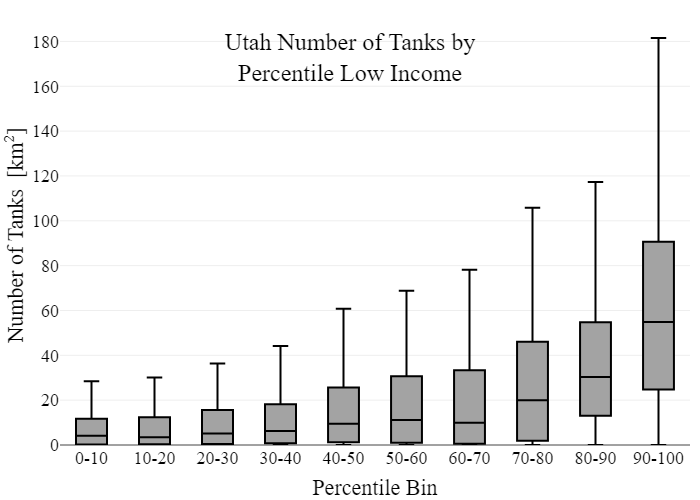 Utah Number of Tanks by
Percentile Low Income
Number of Tanks [km²]
180
160
140
120
100
80
60
40
20
0
0-10 10-20 20-30 30-40 40-50 50-60 60-70 70-80 80-90 90-100
Percentile Bin